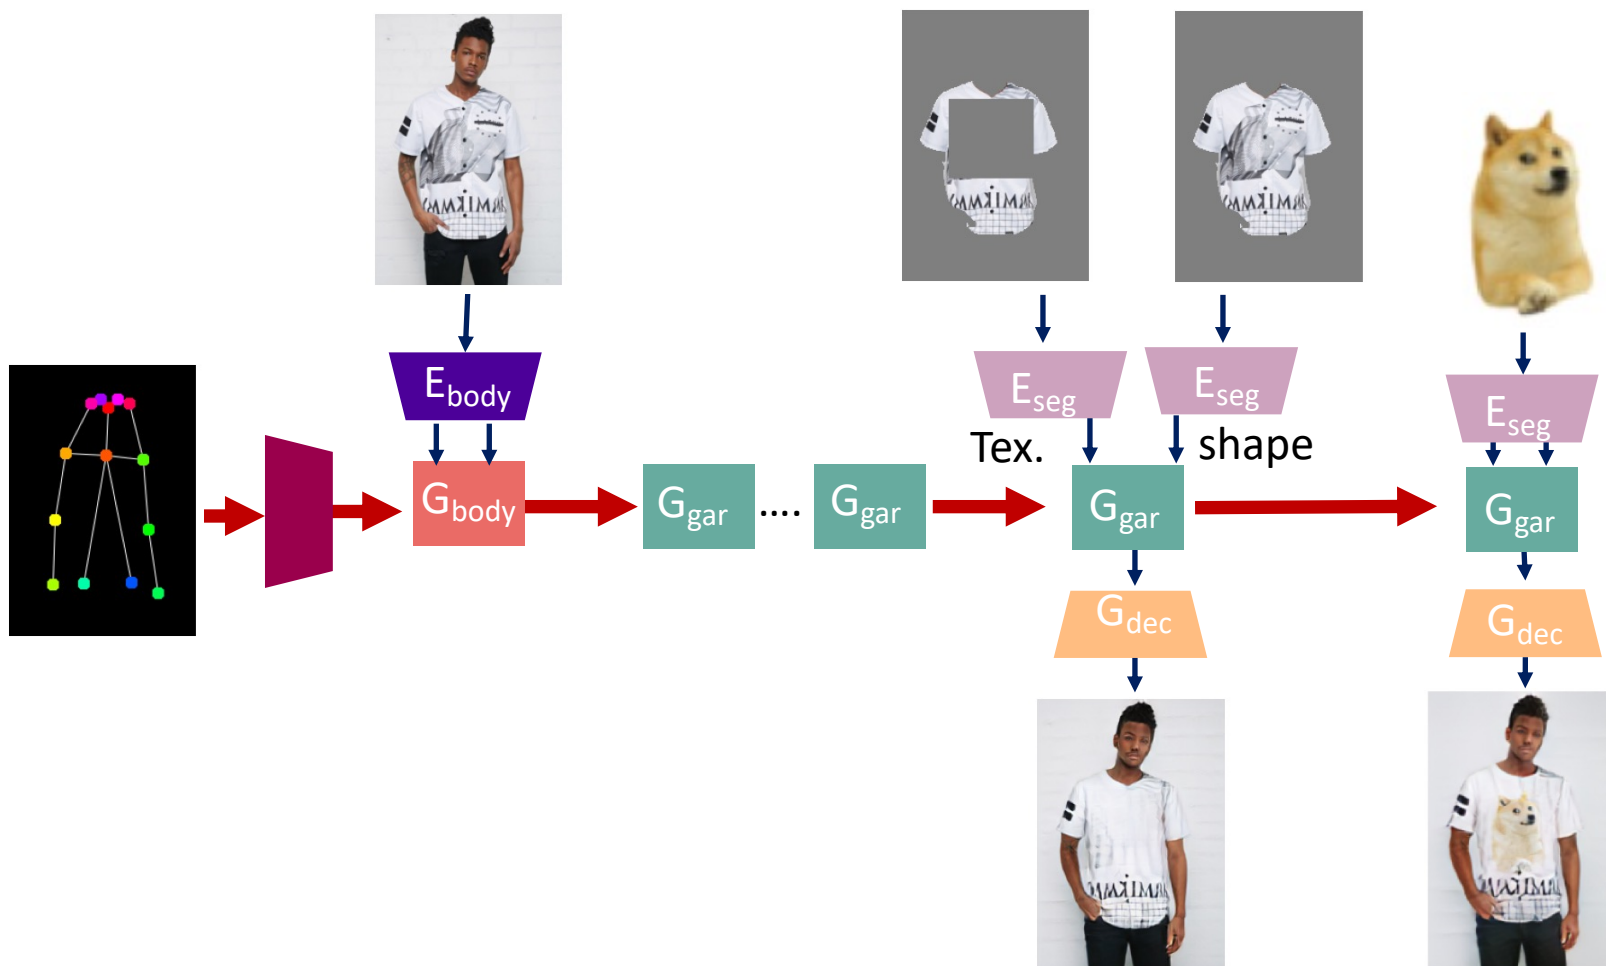 E_body
E_seg
E_seg
E_seg
Tex.
shape
G_body
G_gar
....
G_gar
G_gar
G_gar
G_dec
G_dec